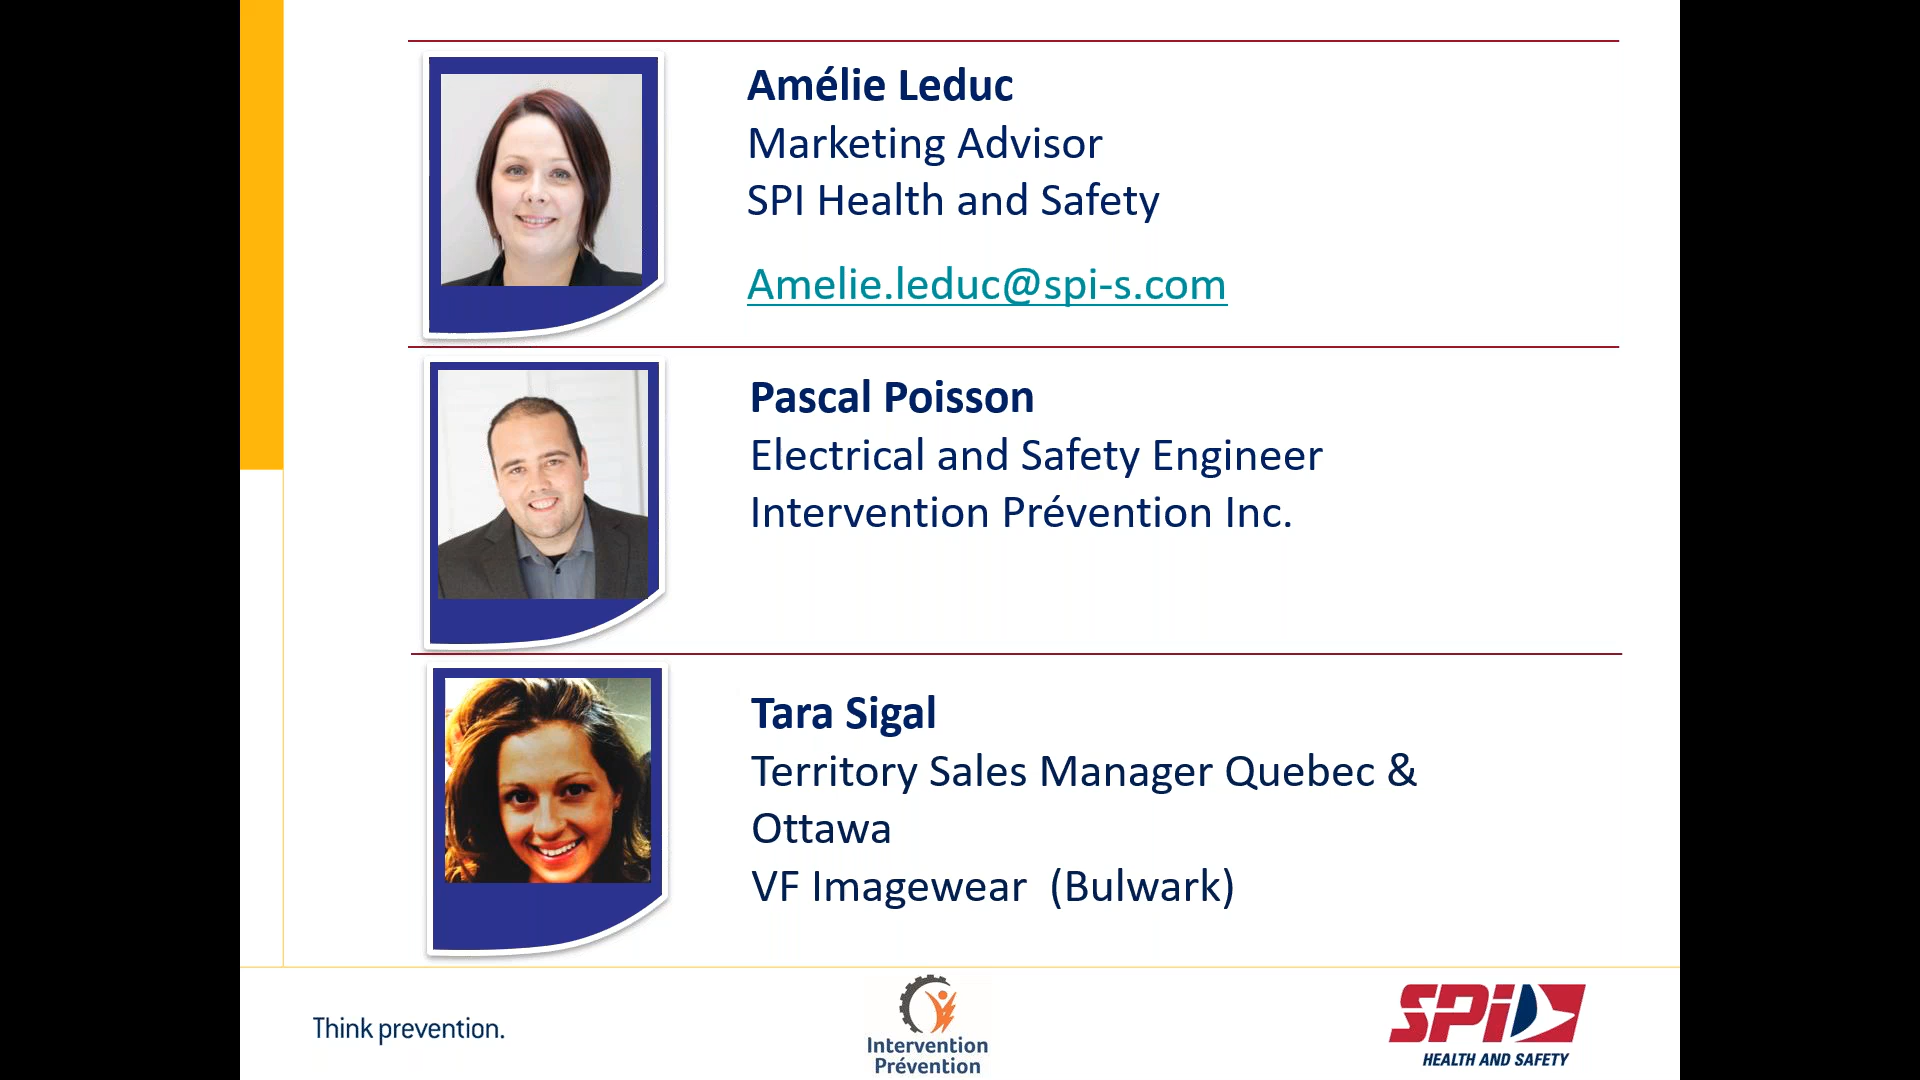 Amélie Leduc
Marketing Advisor
SPI Health and Safety
Amelie.leduc@spi-s.com
Pascal Poisson
Electrical and Safety Engineer
Intervention Prévention Inc.
Tara Sigal
Territory Sales Manager Quebec &
Ottawa
VF Imagewear (Bulwark)
Think prevention.
Intervention
Prévention
SPi
HEALTH AND SAFETY